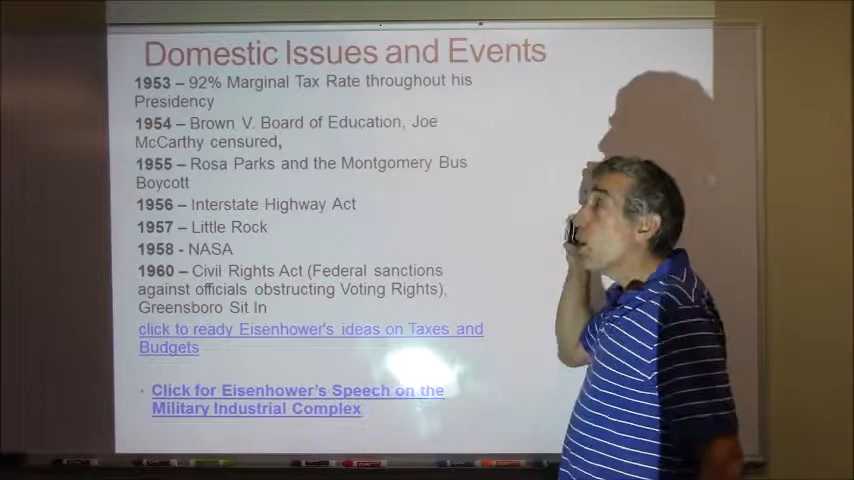 Domestic Issues and Events
1953 – 92% Marginal Tax Rate throughout his
Presidency
1954 – Brown V. Board of Education, Joe
McCarthy censured,
1955 – Rosa Parks and the Montgomery Bus
Boycott
1956 – Interstate Highway Act
1957 – Little Rock
1958 - NASA
1960 – Civil Rights Act (Federal sanctions
against officials obstructing Voting Rights),
Greensboro Sit In
click to ready Eisenhower's ideas on Taxes and
Budgets
· Click for Eisenhower's Speech on the
Military Industrial Complex